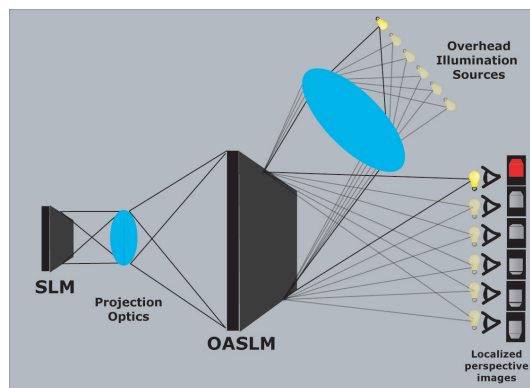 Overhead
Illumination
Sources
SLM
Projection
Optics
OASLM
Localized
perspective
images